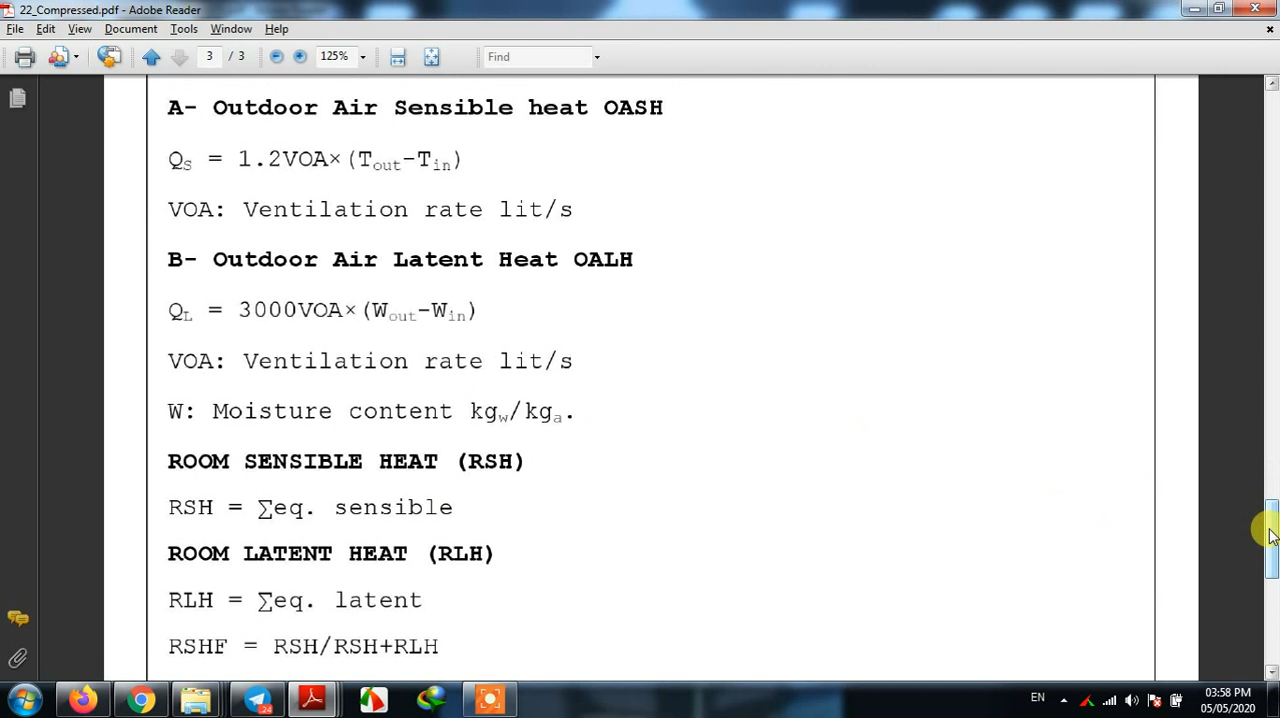 22_Compressed.pdf - Adobe Reader
File Edit View Document Tools Window Help
3 / 3 125% Find
A- Outdoor Air Sensible heat OASH
QS = 1.2VOA×(Tout-Tin)
VOA: Ventilation rate lit/s
B- Outdoor Air Latent Heat OALH
QL = 3000VOA×(Wout-Win)
VOA: Ventilation rate lit/s
W: Moisture content kgw/kga.
ROOM SENSIBLE HEAT (RSH)
RSH = ∑eq. sensible
ROOM LATENT HEAT (RLH)
RLH = ∑eq. latent
RSHF = RSH/RSH+RLH
24
EN
03:58 PM
05/05/2020